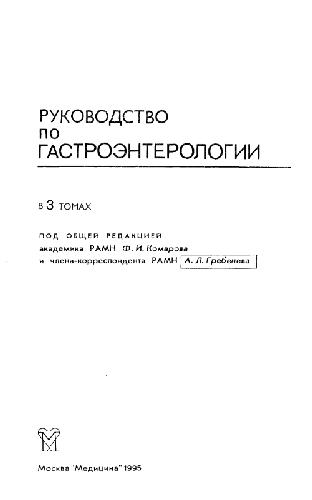 РУКОВОДСТВО
ПО
ГАСТРОЭНТЕРОЛОГИИ
В 3 ТОМАХ
ПОД ОБЩЕЙ РЕДАКЦИЕЙ
академика РАМН Ф. И. Комарова
и члена-корреспондента РАМН А. Л. Гребенева
Москва "Медицина" 1995